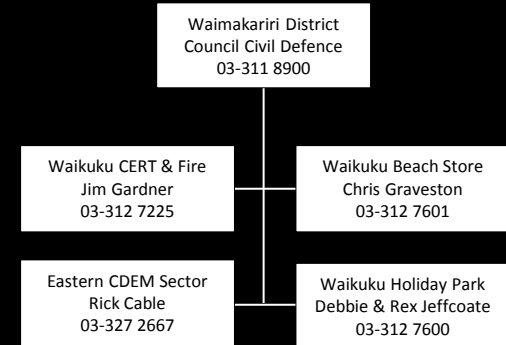 Waimakariri District
Council Civil Defence
03-311 8900
Waikuku CERT & Fire
Jim Gardner
03-312 7225
Waikuku Beach Store
Chris Graveston
03-312 7601
Eastern CDEM Sector
Rick Cable
03-327 2667
Waikuku Holiday Park
Debbie & Rex Jeffcoate
03-312 7600